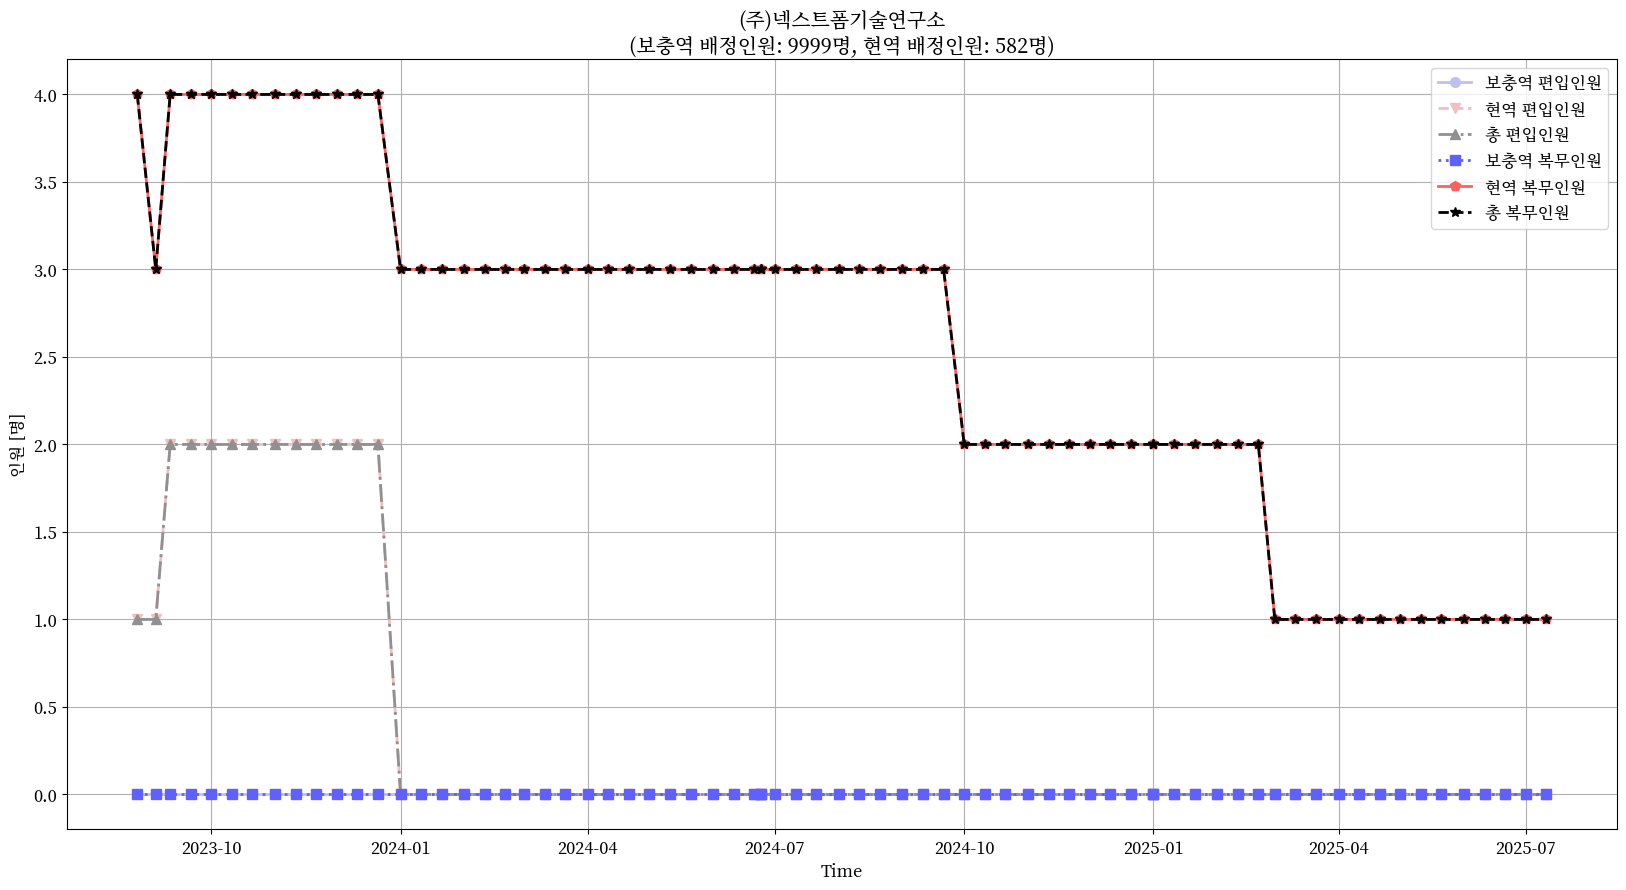 (주)넥스트폼기술연구소
(보충역 배정인원: 9999명, 현역 배정인원: 582명)
보충역 편입인원
현역 편입인원
총 편입인원
보충역 복무인원
현역 복무인원
총 복무인원
인원 [명]
4.0
3.5
3.0
2.5
2.0
1.5
1.0
0.5
0.0
2023-10 2024-01 2024-04 2024-07 2024-10 2025-01 2025-04 2025-07
Time